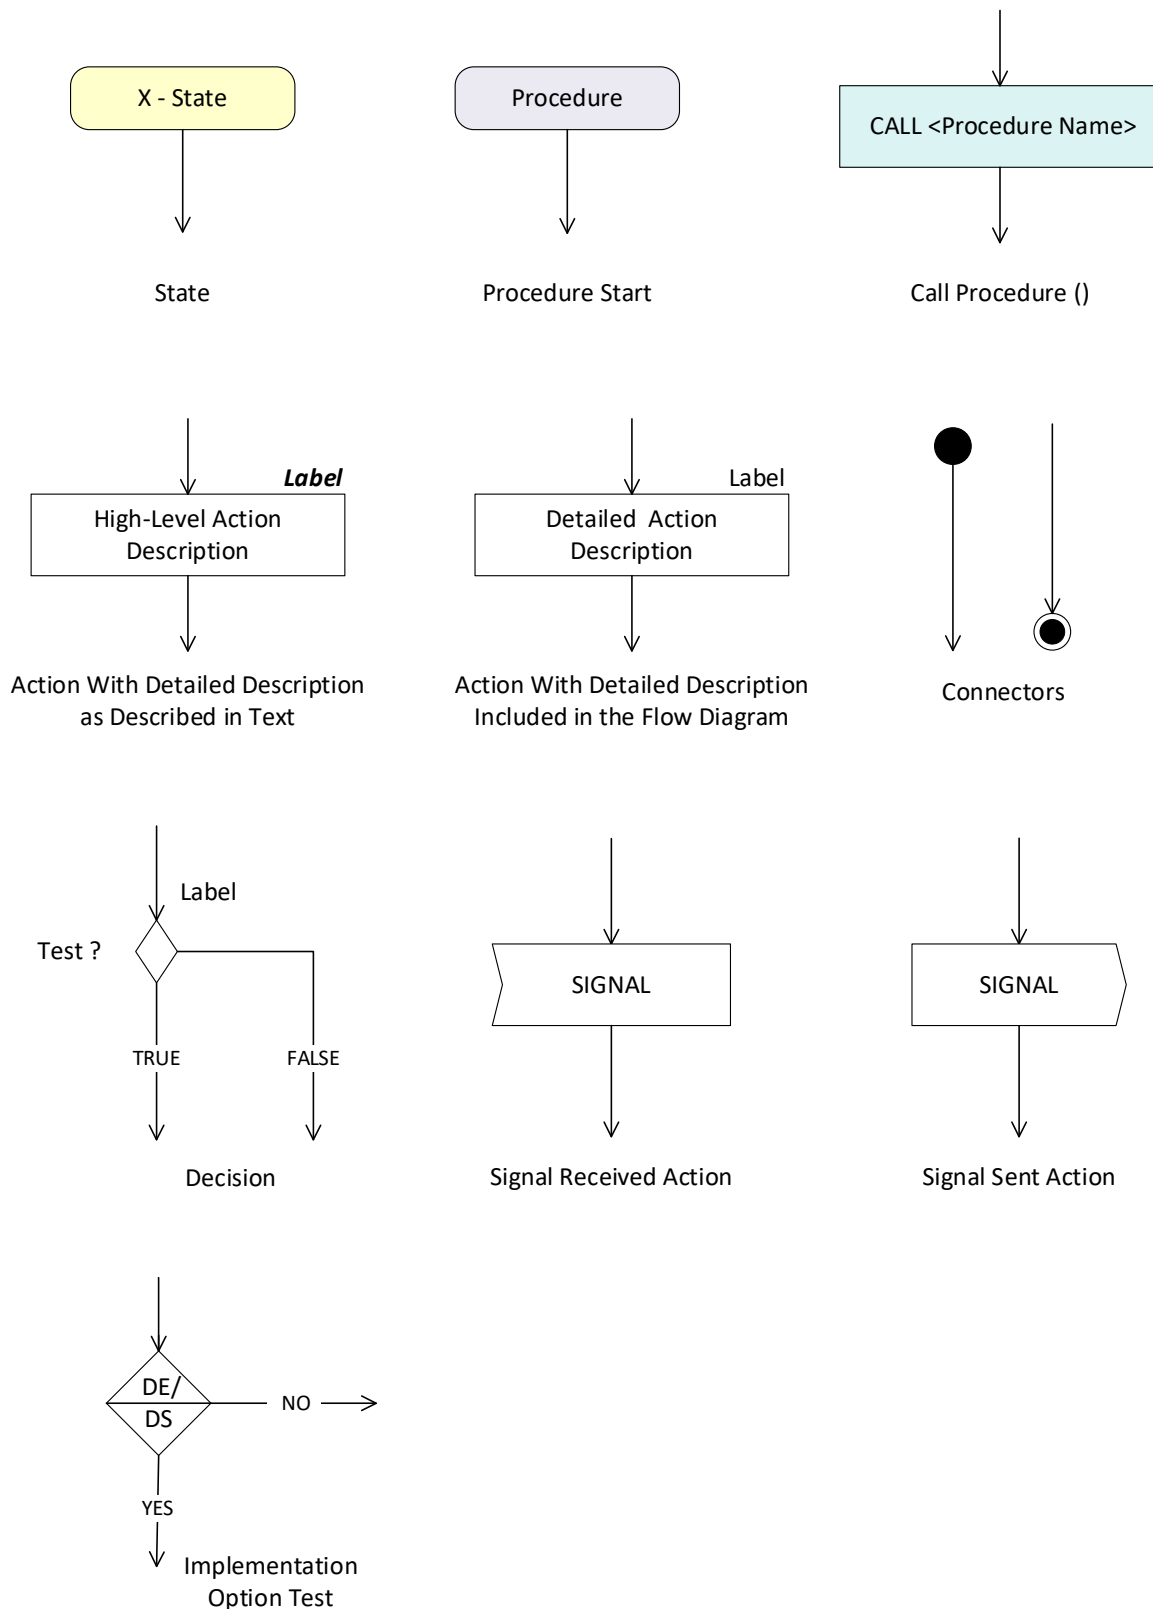 X - State
Procedure
CALL <Procedure Name>
State
Procedure Start
Call Procedure ()
Label
High-Level Action
Description
Label
Detailed  Action
Description
Action With Detailed Description
as Described in Text
Action With Detailed Description
Included in the Flow Diagram
Connectors
Label
Test ?
TRUE
FALSE
Decision
SIGNAL
Signal Received Action
SIGNAL
Signal Sent Action
DE/
DS
NO
YES
Implementation
Option Test